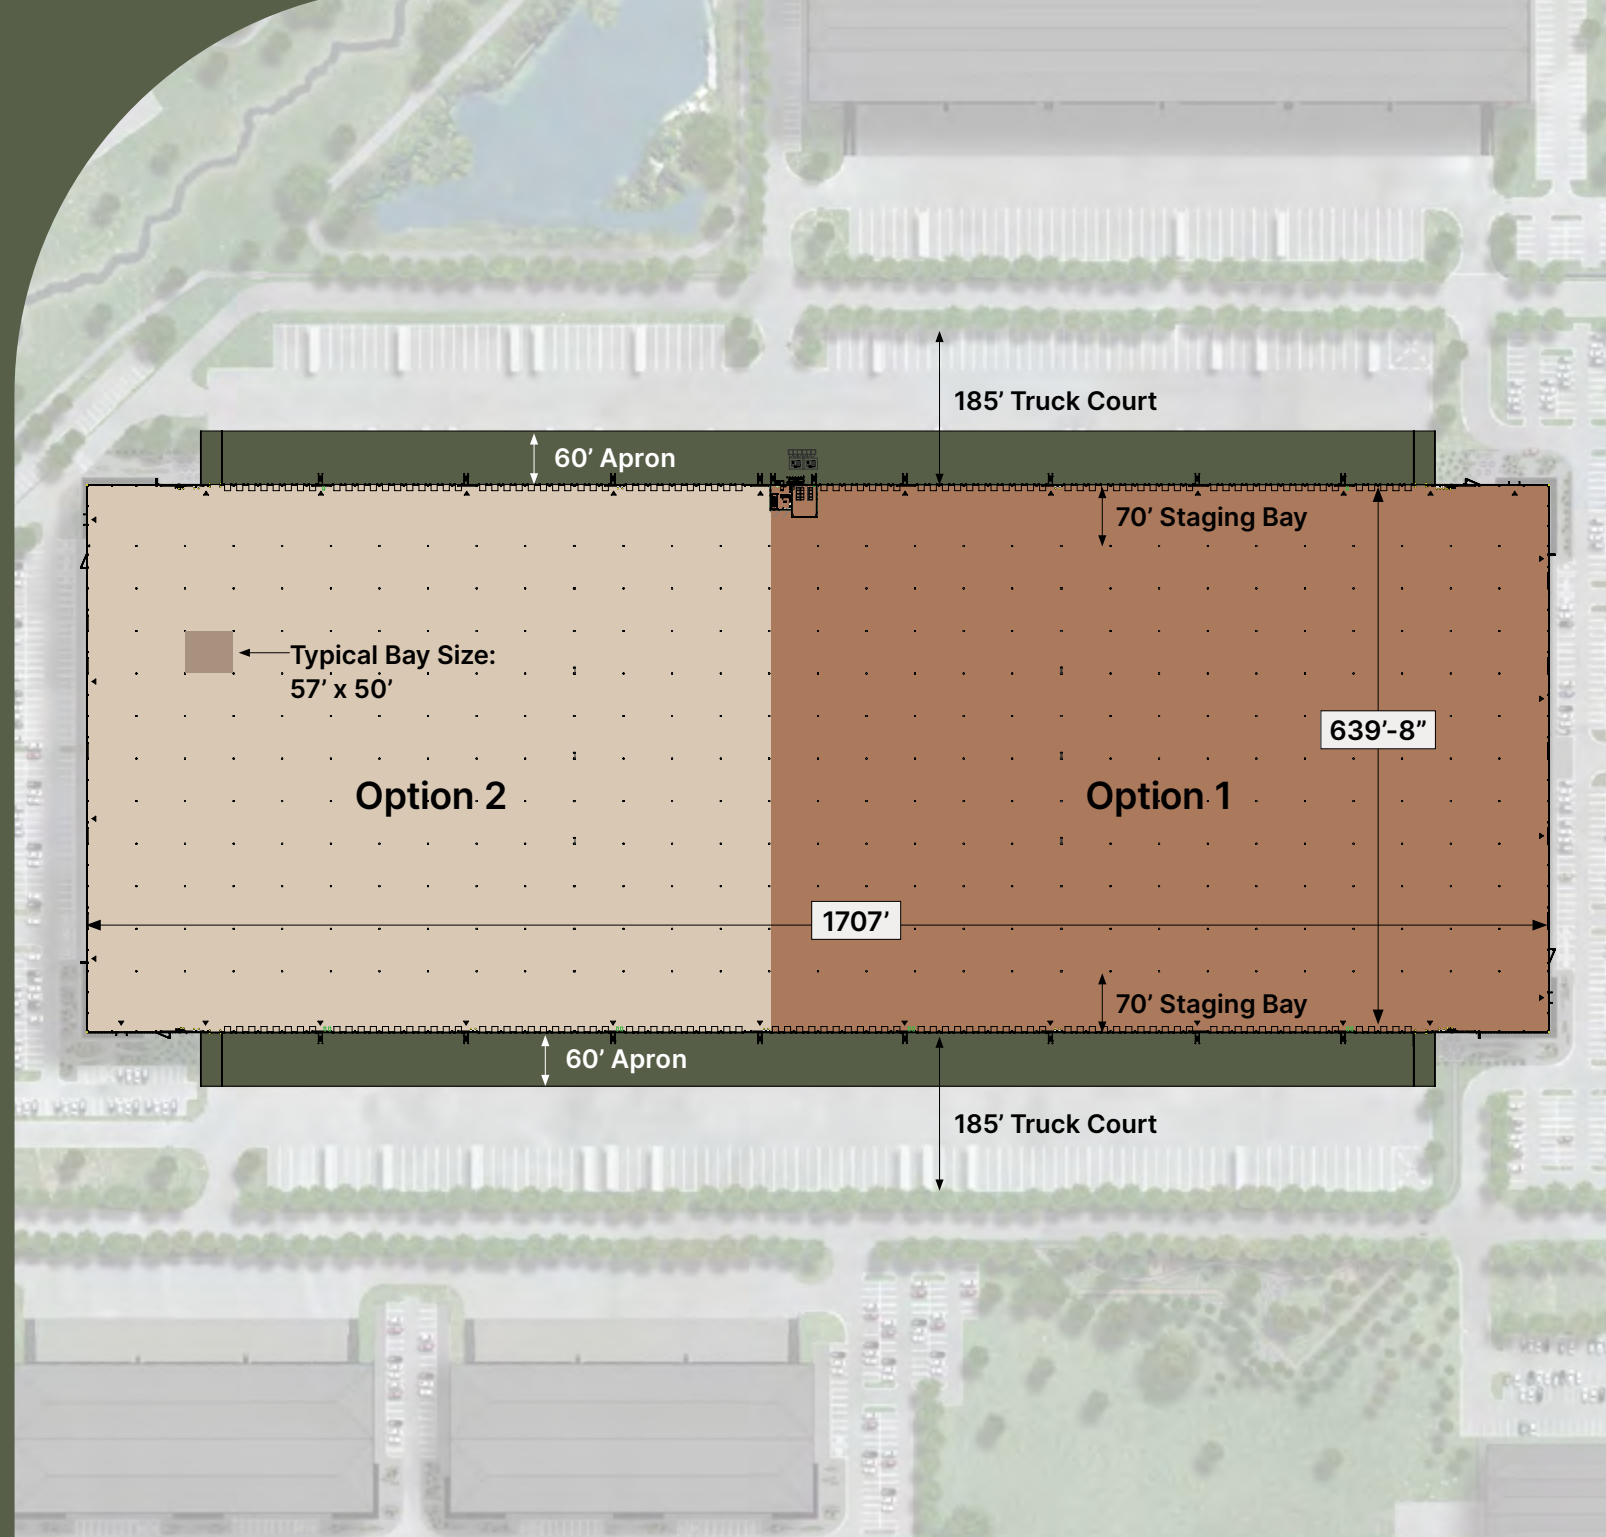 185’ Truck Court
60’ Apron
70’ Staging Bay
Typical Bay Size:
57’ x 50’
639’-8”
Option 2
Option 1
1707’
70’ Staging Bay
60’ Apron
185’ Truck Court